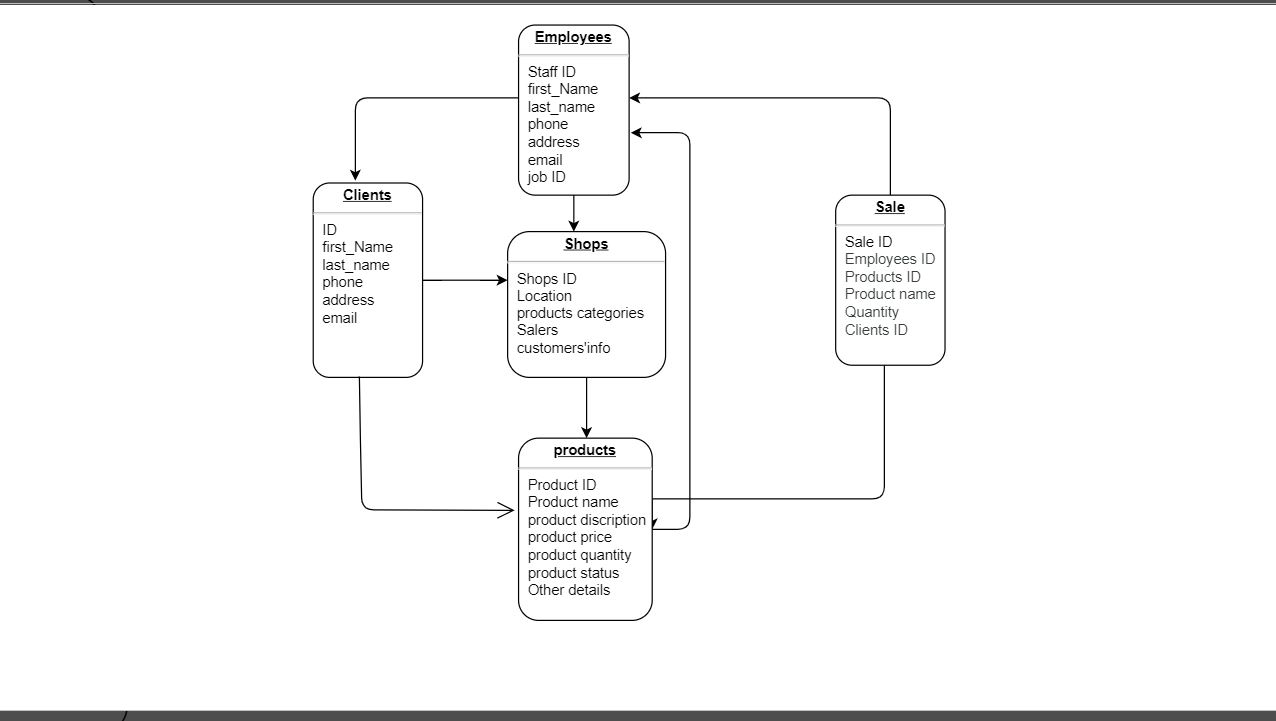 Employees
Staff ID
first_Name
last_name
phone
address
email
job ID
Clients
ID
first_Name
last_name
phone
address
email
Shops
Shops ID
Location
products categories
Salers
customers'info
Sale
Sale ID
Employees ID
Products ID
Product name
Quantity
Clients ID
products
Product ID
Product name
product discription
product price
product quantity
product status
Other details